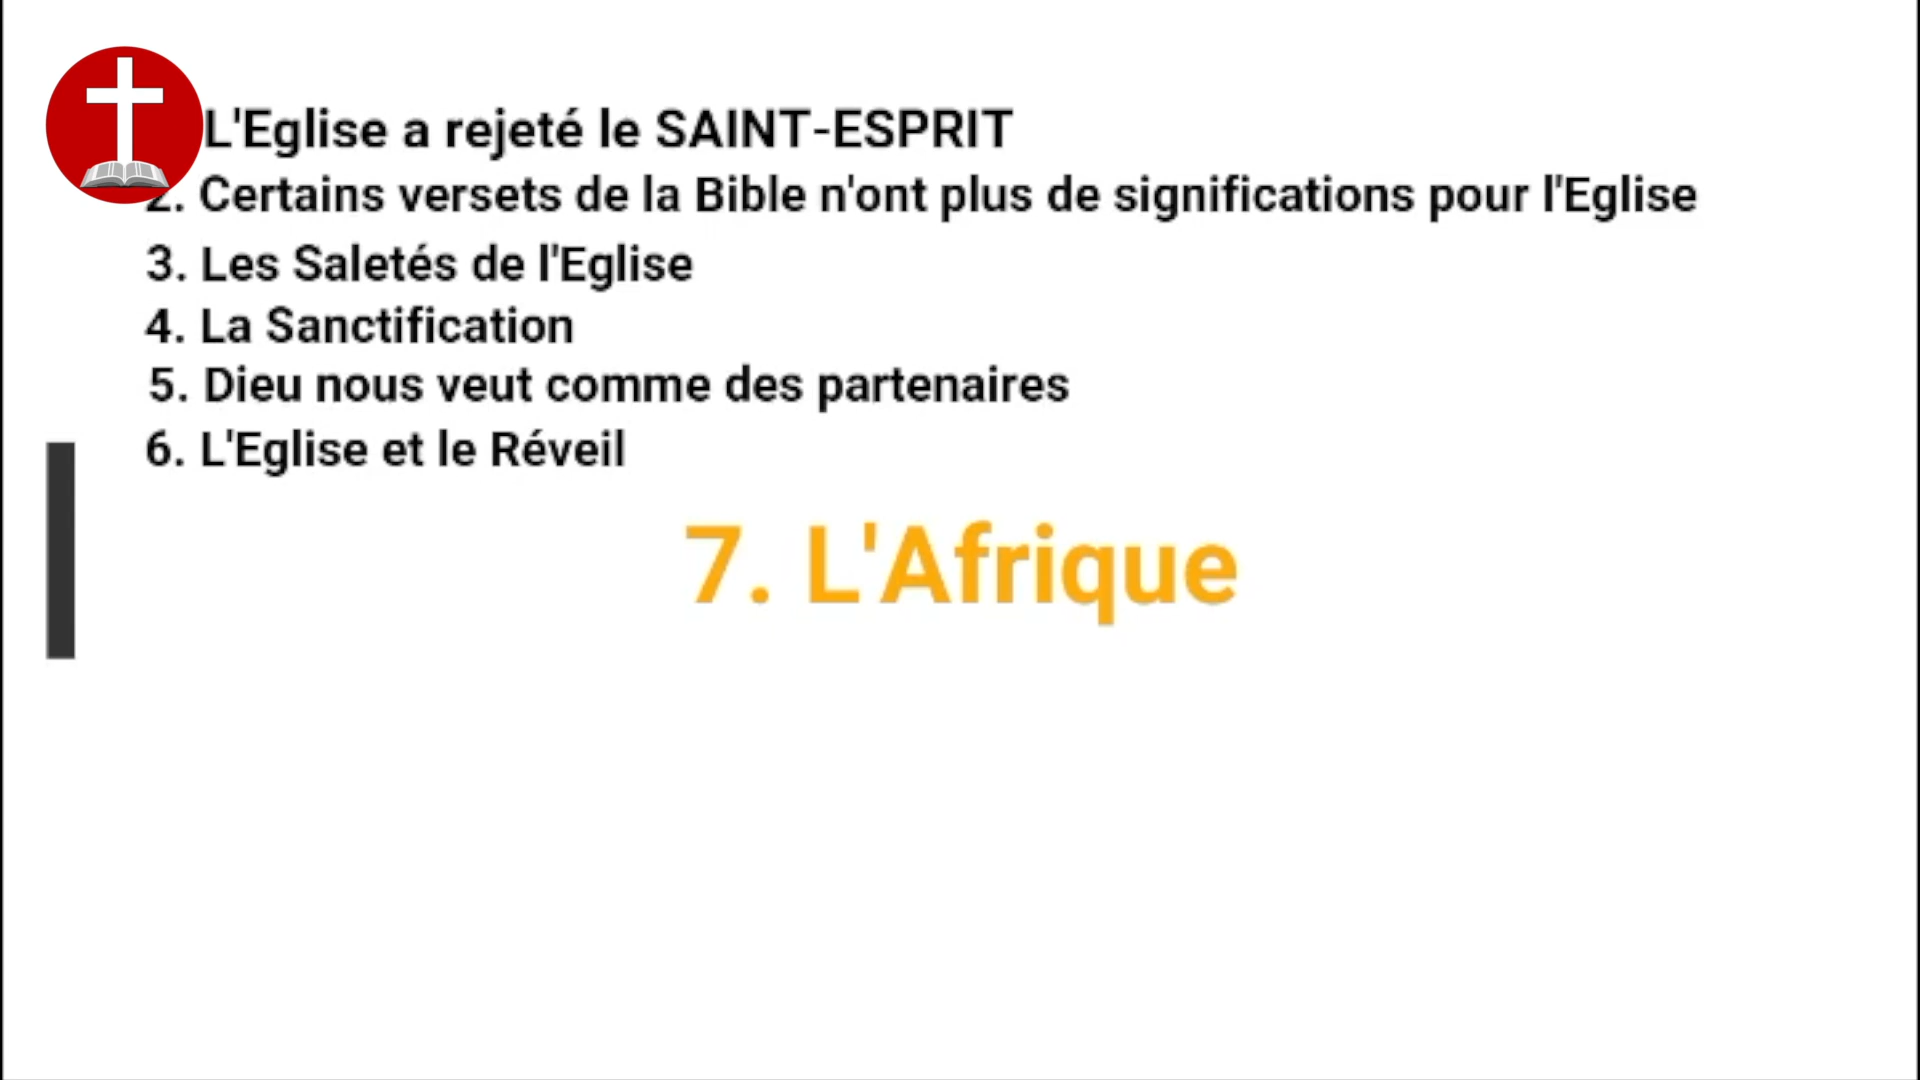 L'Eglise a rejeté le SAINT-ESPRIT
2. Certains versets de la Bible n'ont plus de significations pour l'Eglise
3. Les Saletés de l'Eglise
4. La Sanctification
5. Dieu nous veut comme des partenaires
6. L'Eglise et le Réveil
7. L'Afrique